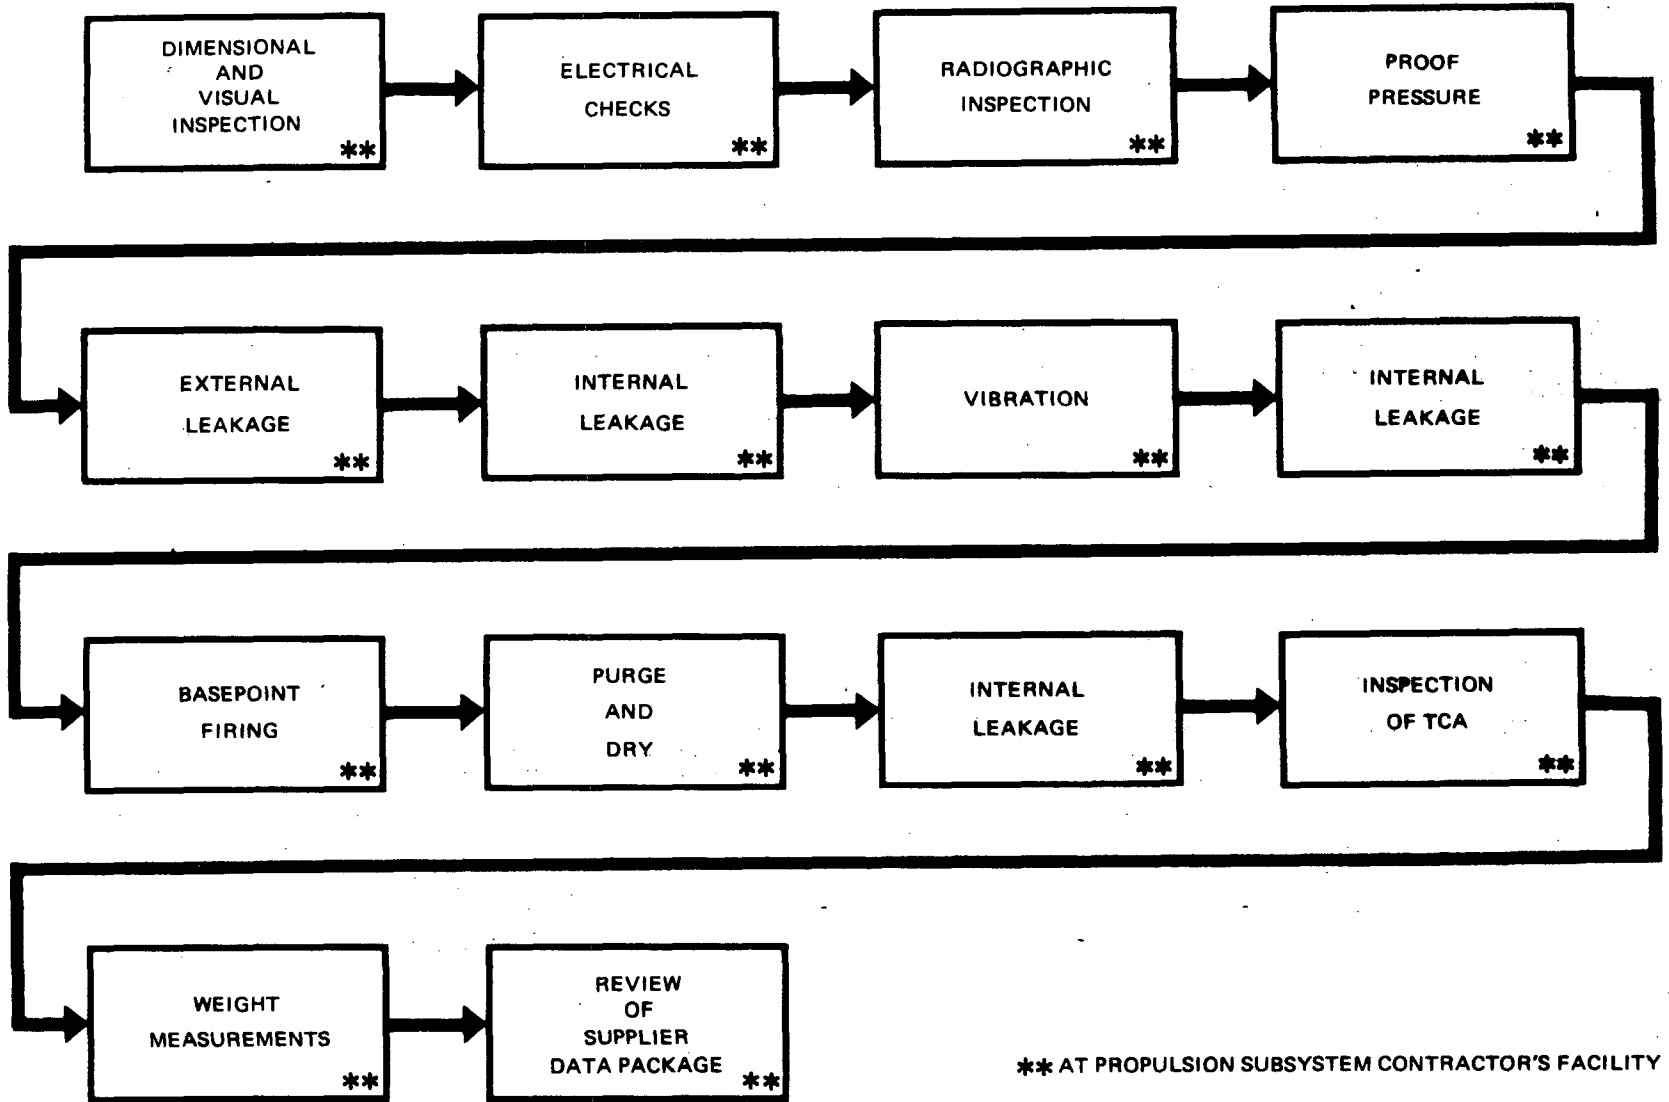 DIMENSIONAL
AND
VISUAL
INSPECTION
**
ELECTRICAL
CHECKS
**
RADIOGRAPHIC
INSPECTION
**
PROOF
PRESSURE
**
EXTERNAL
LEAKAGE
**
INTERNAL
LEAKAGE
**
VIBRATION
**
INTERNAL
LEAKAGE
**
BASEPOINT
FIRING
**
PURGE
AND
DRY
**
INTERNAL
LEAKAGE
**
INSPECTION
OF TCA
**
WEIGHT
MEASUREMENTS
**
REVIEW
OF
SUPPLIER
DATA PACKAGE
**
** AT PROPULSION SUBSYSTEM CONTRACTOR'S FACILITY